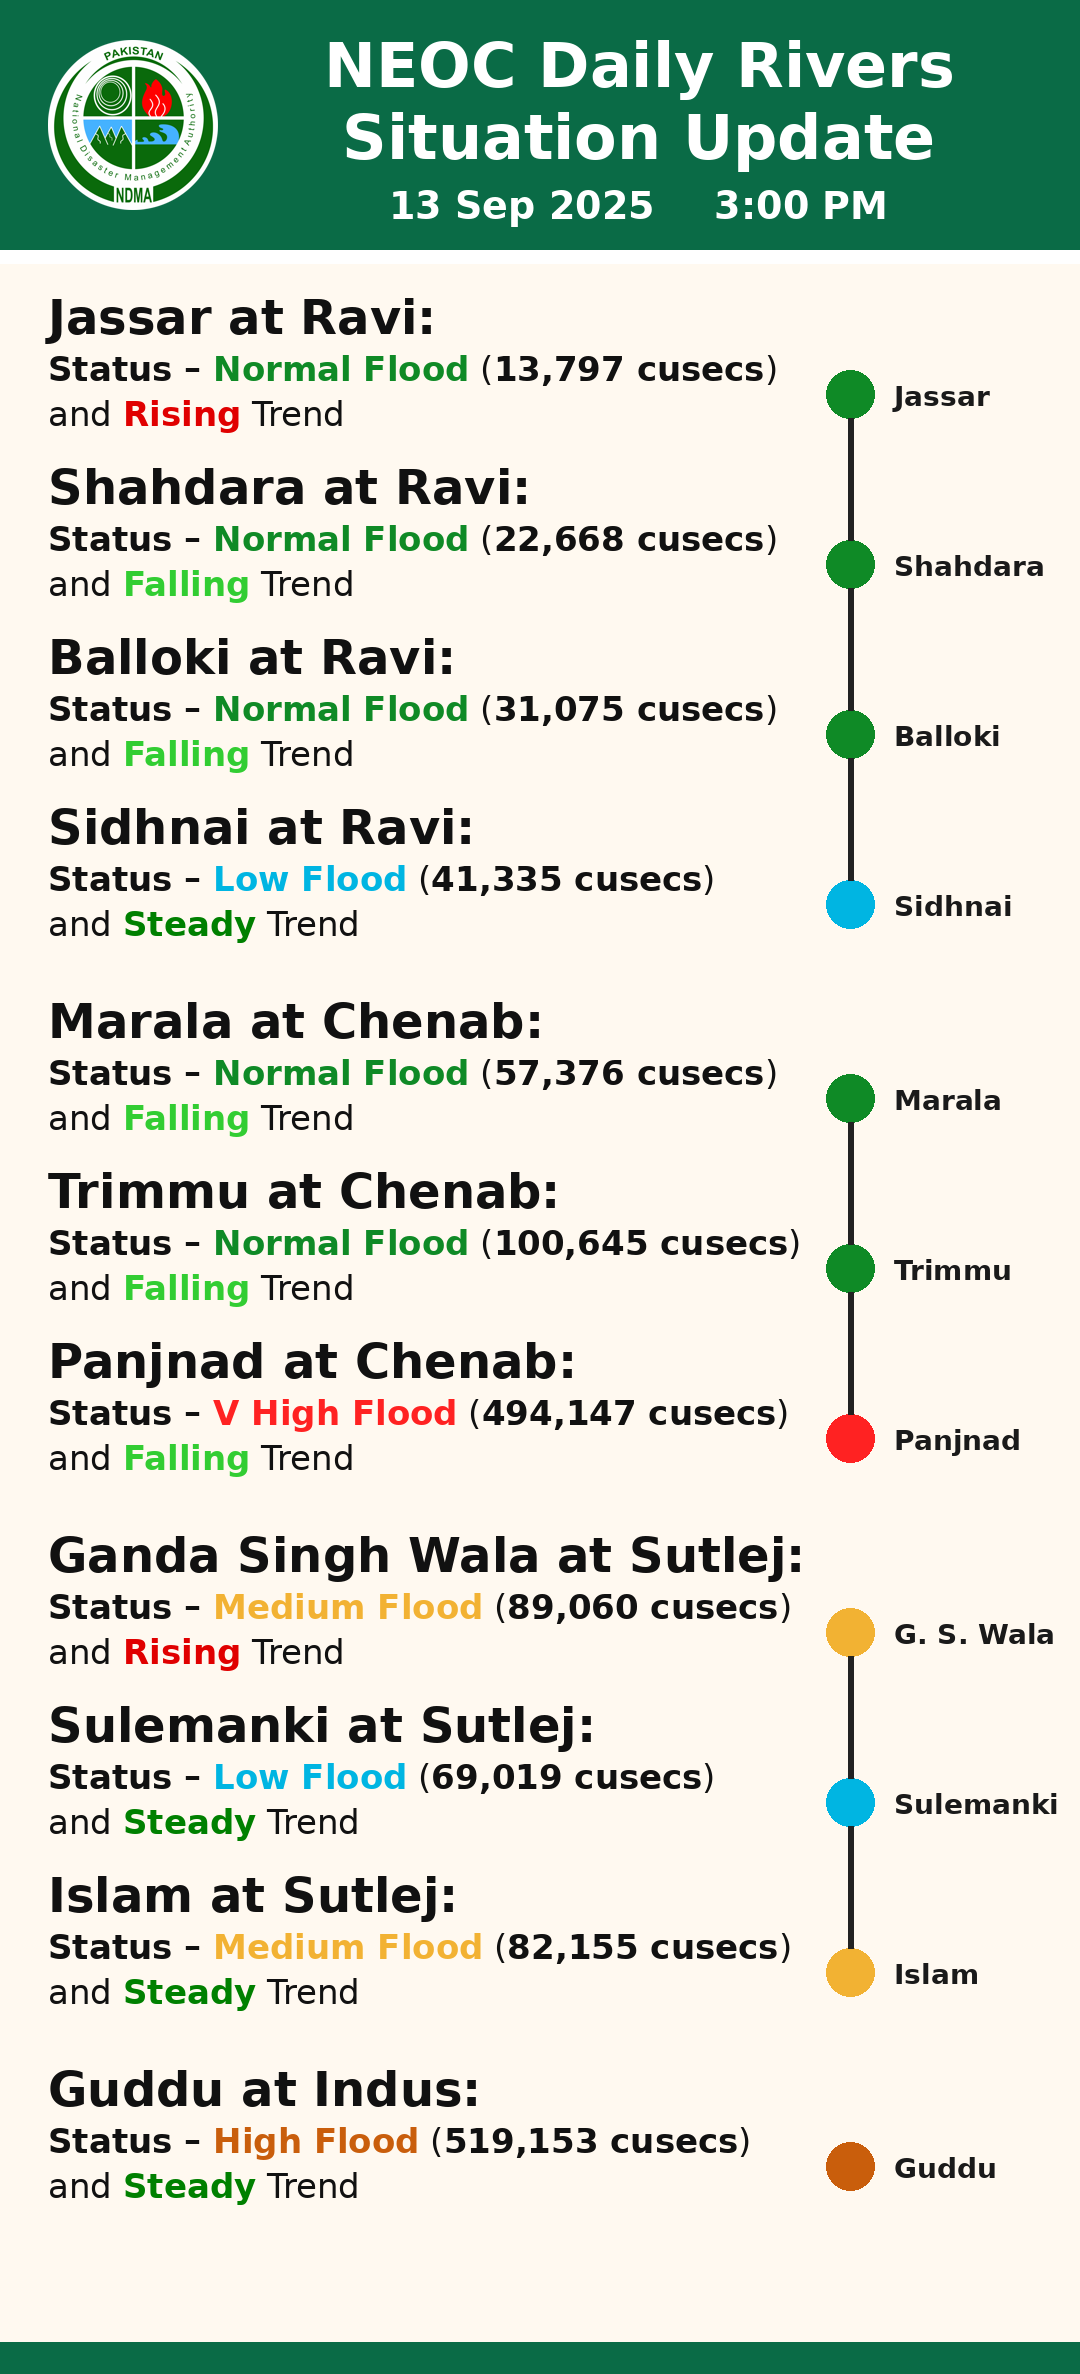 PAKISTAN
National Disaster Management Authority
NDMA
NEOC Daily Rivers
Situation Update
13 Sep 2025 3:00 PM
Jassar at Ravi:
Status – Normal Flood (13,797 cusecs)
and Rising Trend
Jassar
Shahdara at Ravi:
Status – Normal Flood (22,668 cusecs)
and Falling Trend
Shahdara
Balloki at Ravi:
Status – Normal Flood (31,075 cusecs)
and Falling Trend
Balloki
Sidhnai at Ravi:
Status – Low Flood (41,335 cusecs)
and Steady Trend
Sidhnai
Marala at Chenab:
Status – Normal Flood (57,376 cusecs)
and Falling Trend
Marala
Trimmu at Chenab:
Status – Normal Flood (100,645 cusecs)
and Falling Trend
Trimmu
Panjnad at Chenab:
Status – V High Flood (494,147 cusecs)
and Falling Trend
Panjnad
Ganda Singh Wala at Sutlej:
Status – Medium Flood (89,060 cusecs)
and Rising Trend
G. S. Wala
Sulemanki at Sutlej:
Status – Low Flood (69,019 cusecs)
and Steady Trend
Sulemanki
Islam at Sutlej:
Status – Medium Flood (82,155 cusecs)
and Steady Trend
Islam
Guddu at Indus:
Status – High Flood (519,153 cusecs)
and Steady Trend
Guddu